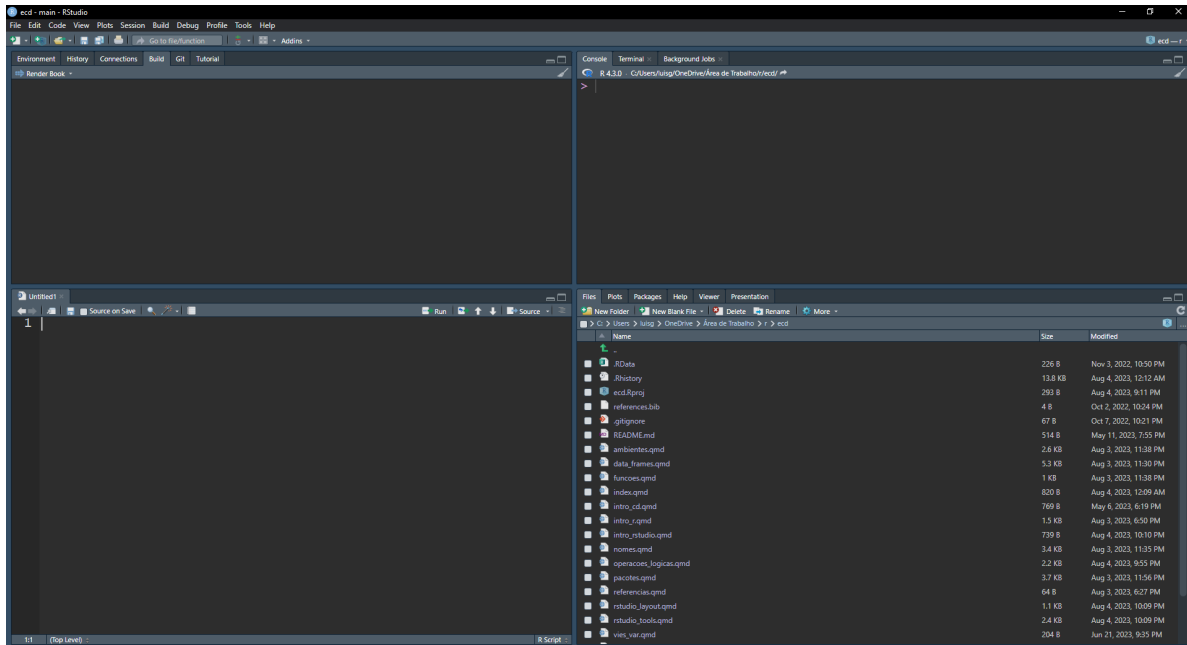 ecd - main - RStudio
File Edit Code View Plots Session Build Debug Profile Tools Help
Go to file/function Addins ecd — r
Environment History Connections Build Git Tutorial
Render Book
Console Terminal Background Jobs
R 4.3.0 · C:/Users/luisg/OneDrive/Área de Trabalho/r/ecd/
>
Untitled1
Source on Save Run Source
1
1:1 (Top Level) R Script
Files Plots Packages Help Viewer Presentation
New Folder New Blank File Delete Rename More
C: > Users > luisg > OneDrive > Área de Trabalho > r > ecd
Name Size Modified
..
.RData 226 B Nov 3, 2022, 10:50 PM
.Rhistory 13.8 KB Aug 4, 2023, 12:12 AM
ecd.Rproj 293 B Aug 4, 2023, 9:11 PM
references.bib 4 B Oct 2, 2022, 10:24 PM
.gitignore 67 B Oct 7, 2022, 10:21 PM
README.md 514 B May 11, 2023, 7:55 PM
ambientes.qmd 2.6 KB Aug 3, 2023, 11:38 PM
data_frames.qmd 5.3 KB Aug 3, 2023, 11:30 PM
funcoes.qmd 1 KB Aug 3, 2023, 11:38 PM
index.qmd 820 B Aug 4, 2023, 12:09 AM
intro_cd.qmd 769 B May 6, 2023, 6:19 PM
intro_r.qmd 1.5 KB Aug 3, 2023, 6:50 PM
intro_rstudio.qmd 739 B Aug 4, 2023, 10:10 PM
nomes.qmd 3.4 KB Aug 3, 2023, 11:35 PM
operacoes_logicas.qmd 2.2 KB Aug 4, 2023, 9:55 PM
pacotes.qmd 3.7 KB Aug 3, 2023, 11:56 PM
referencias.qmd 64 B Aug 3, 2023, 6:27 PM
rstudio_layout.qmd 1.1 KB Aug 4, 2023, 10:09 PM
rstudio_tools.qmd 2.4 KB Aug 4, 2023, 10:09 PM
vies_var.qmd 204 B Jun 21, 2023, 9:35 PM